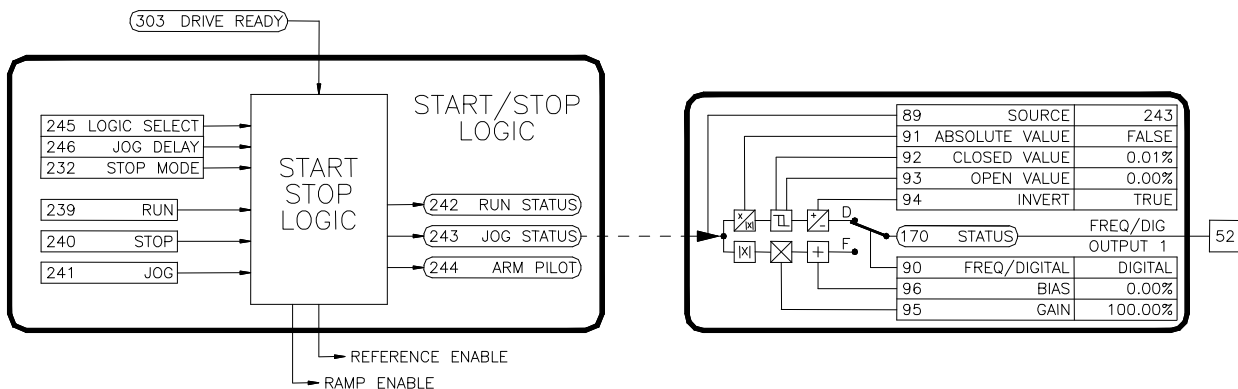 303 DRIVE READY
START/STOP
LOGIC
245 LOGIC SELECT
246 JOG DELAY
232 STOP MODE
239 RUN
240 STOP
241 JOG
START
STOP
LOGIC
242 RUN STATUS
243 JOG STATUS
244 ARM PILOT
REFERENCE ENABLE
RAMP ENABLE
89 SOURCE 243
91 ABSOLUTE VALUE FALSE
92 CLOSED VALUE 0.01%
93 OPEN VALUE 0.00%
94 INVERT TRUE
x |x|
+ -
D
|X|
+
F
170 STATUS
FREQ/DIG
OUTPUT 1
52
90 FREQ/DIGITAL DIGITAL
96 BIAS 0.00%
95 GAIN 100.00%